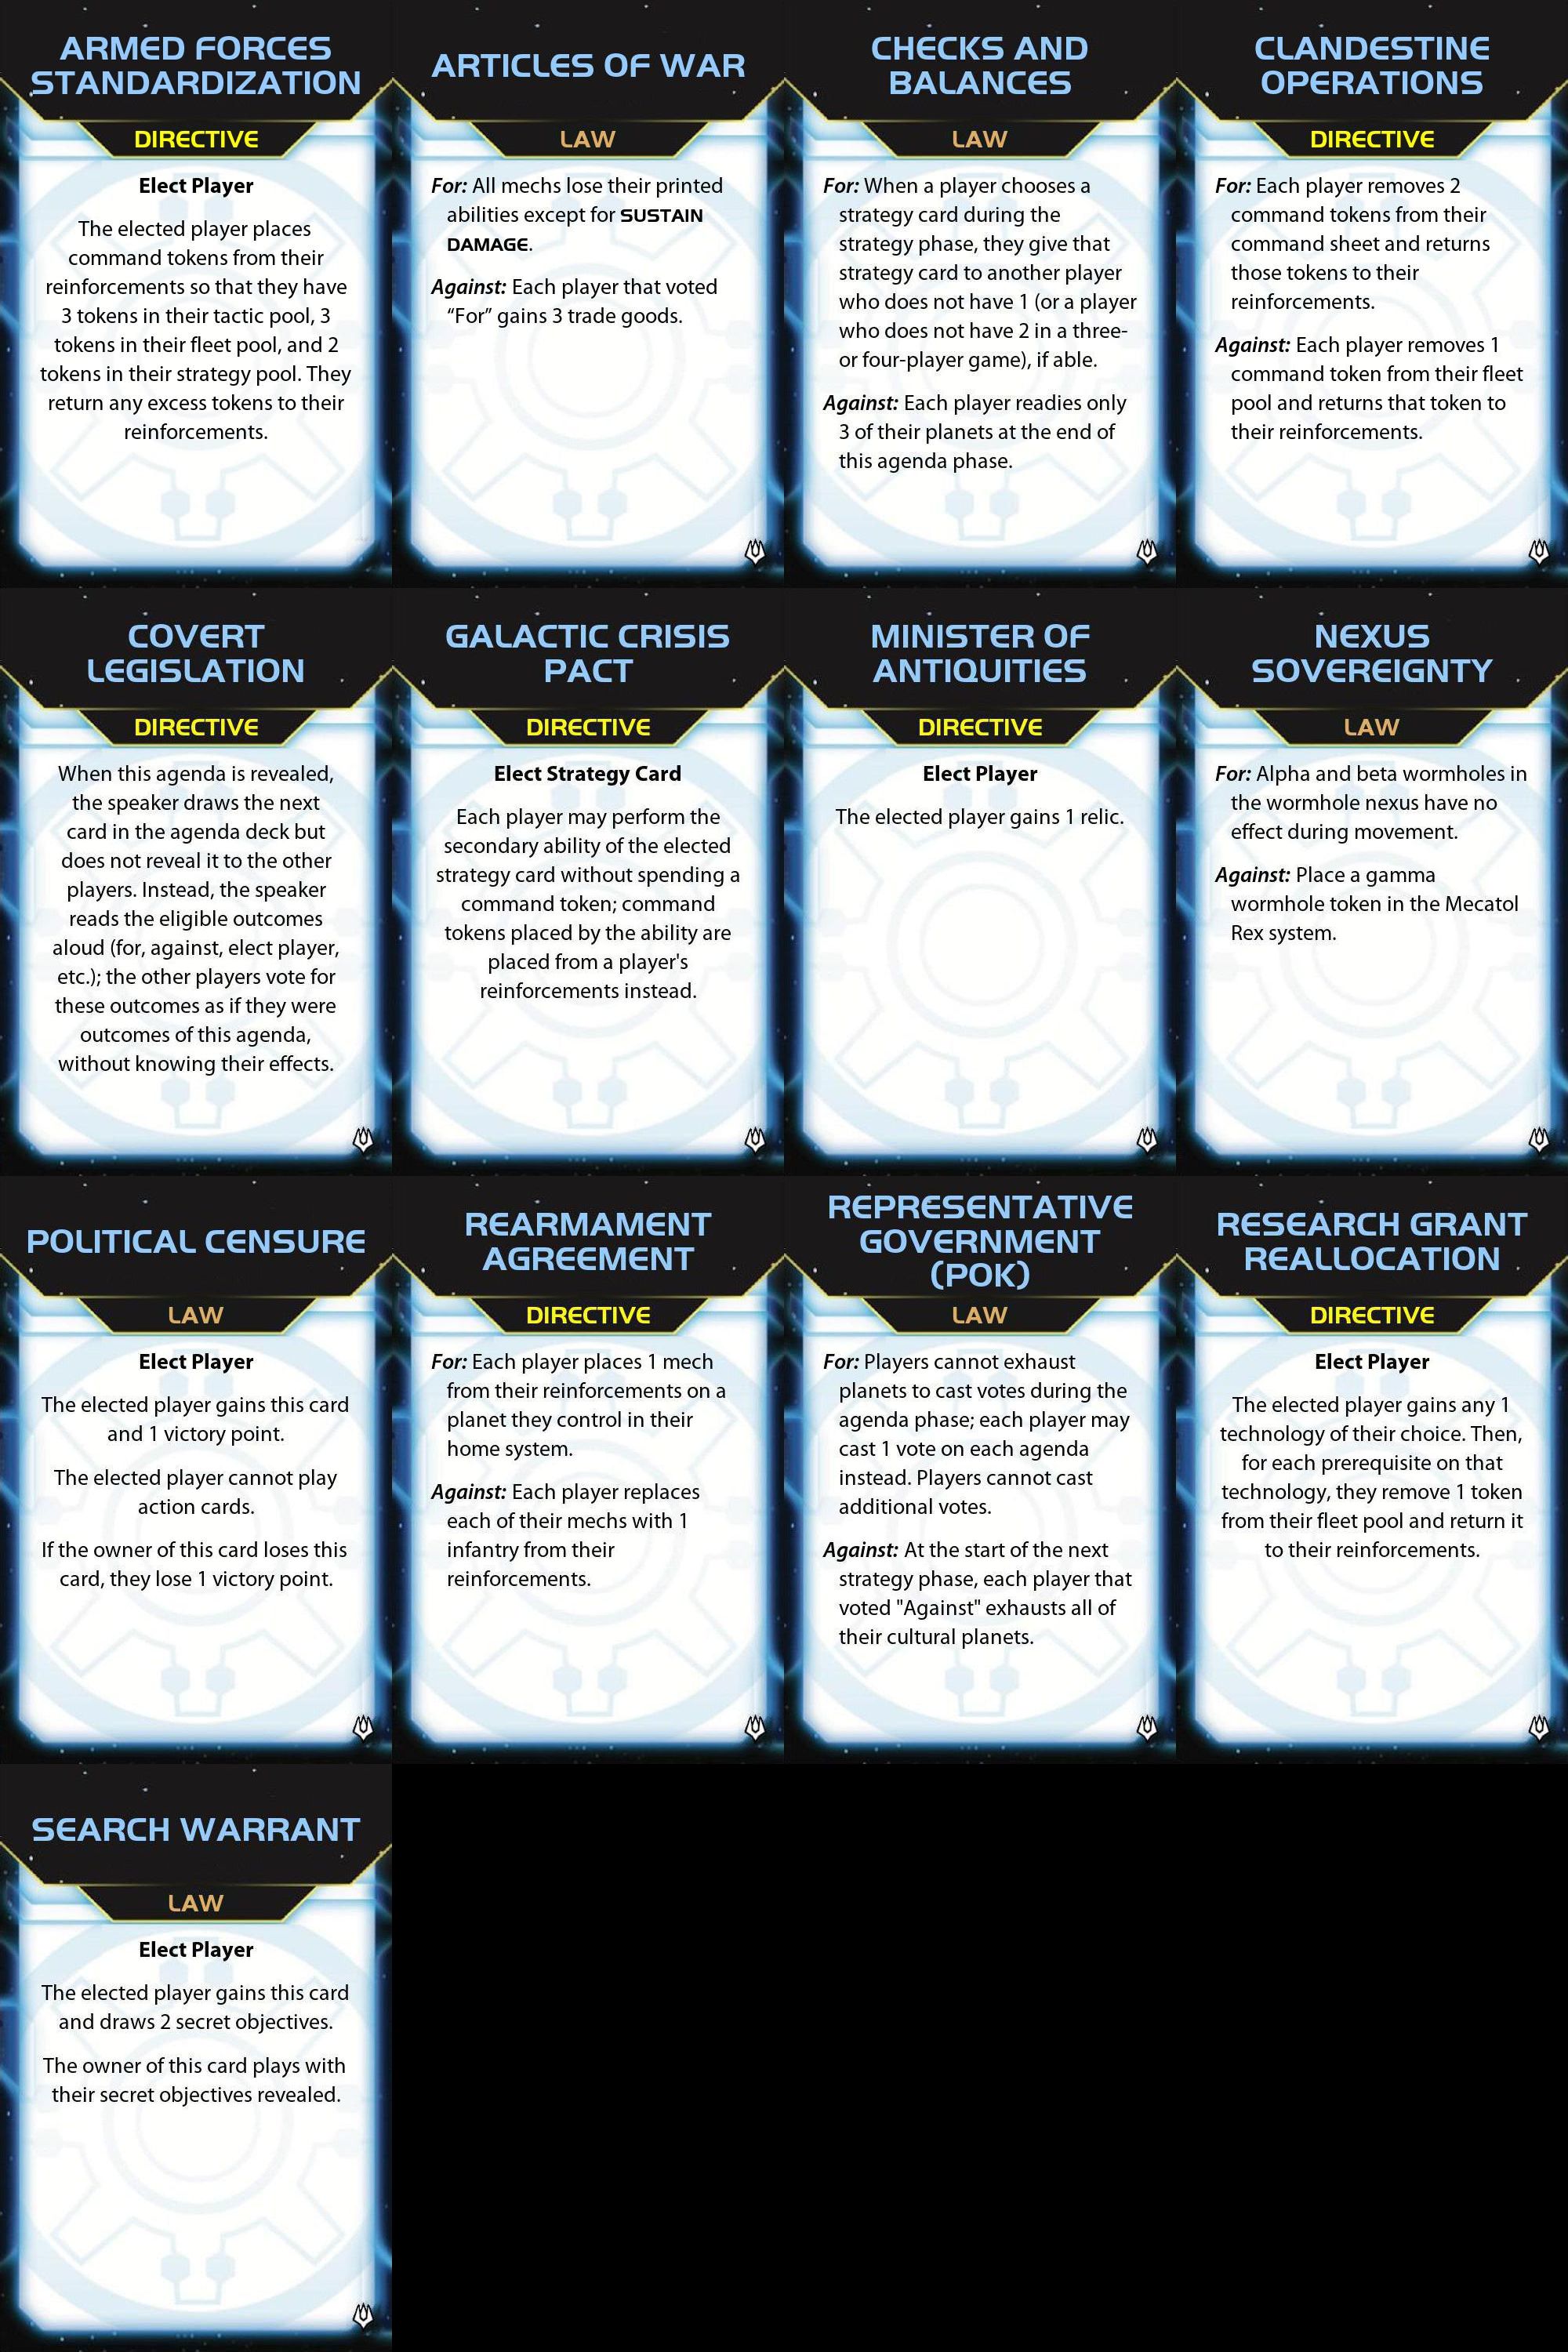 ARMED FORCES
STANDARDIZATION
DIRECTIVE
Elect Player
The elected player places
command tokens from their
reinforcements so that they have
3 tokens in their tactic pool, 3
tokens in their fleet pool, and 2
tokens in their strategy pool. They
return any excess tokens to their
reinforcements.
ARTICLES OF WAR
LAW
For: All mechs lose their printed
abilities except for SUSTAIN
DAMAGE.
Against: Each player that voted
“For” gains 3 trade goods.
CHECKS AND
BALANCES
LAW
For: When a player chooses a
strategy card during the
strategy phase, they give that
strategy card to another player
who does not have 1 (or a player
who does not have 2 in a three-
or four-player game), if able.
Against: Each player readies only
3 of their planets at the end of
this agenda phase.
CLANDESTINE
OPERATIONS
DIRECTIVE
For: Each player removes 2
command tokens from their
command sheet and returns
those tokens to their
reinforcements.
Against: Each player removes 1
command token from their fleet
pool and returns that token to
their reinforcements.
COVERT
LEGISLATION
DIRECTIVE
When this agenda is revealed,
the speaker draws the next
card in the agenda deck but
does not reveal it to the other
players. Instead, the speaker
reads the eligible outcomes
aloud (for, against, elect player,
etc.); the other players vote for
these outcomes as if they were
outcomes of this agenda,
without knowing their effects.
GALACTIC CRISIS
PACT
DIRECTIVE
Elect Strategy Card
Each player may perform the
secondary ability of the elected
strategy card without spending a
command token; command
tokens placed by the ability are
placed from a player's
reinforcements instead.
MINISTER OF
ANTIQUITIES
DIRECTIVE
Elect Player
The elected player gains 1 relic.
NEXUS
SOVEREIGNTY
LAW
For: Alpha and beta wormholes in
the wormhole nexus have no
effect during movement.
Against: Place a gamma
wormhole token in the Mecatol
Rex system.
POLITICAL CENSURE
LAW
Elect Player
The elected player gains this card
and 1 victory point.
The elected player cannot play
action cards.
If the owner of this card loses this
card, they lose 1 victory point.
REARMAMENT
AGREEMENT
DIRECTIVE
For: Each player places 1 mech
from their reinforcements on a
planet they control in their
home system.
Against: Each player replaces
each of their mechs with 1
infantry from their
reinforcements.
REPRESENTATIVE
GOVERNMENT
(POK)
LAW
For: Players cannot exhaust
planets to cast votes during the
agenda phase; each player may
cast 1 vote on each agenda
instead. Players cannot cast
additional votes.
Against: At the start of the next
strategy phase, each player that
voted "Against" exhausts all of
their cultural planets.
RESEARCH GRANT
REALLOCATION
DIRECTIVE
Elect Player
The elected player gains any 1
technology of their choice. Then,
for each prerequisite on that
technology, they remove 1 token
from their fleet pool and return it
to their reinforcements.
SEARCH WARRANT
LAW
Elect Player
The elected player gains this card
and draws 2 secret objectives.
The owner of this card plays with
their secret objectives revealed.